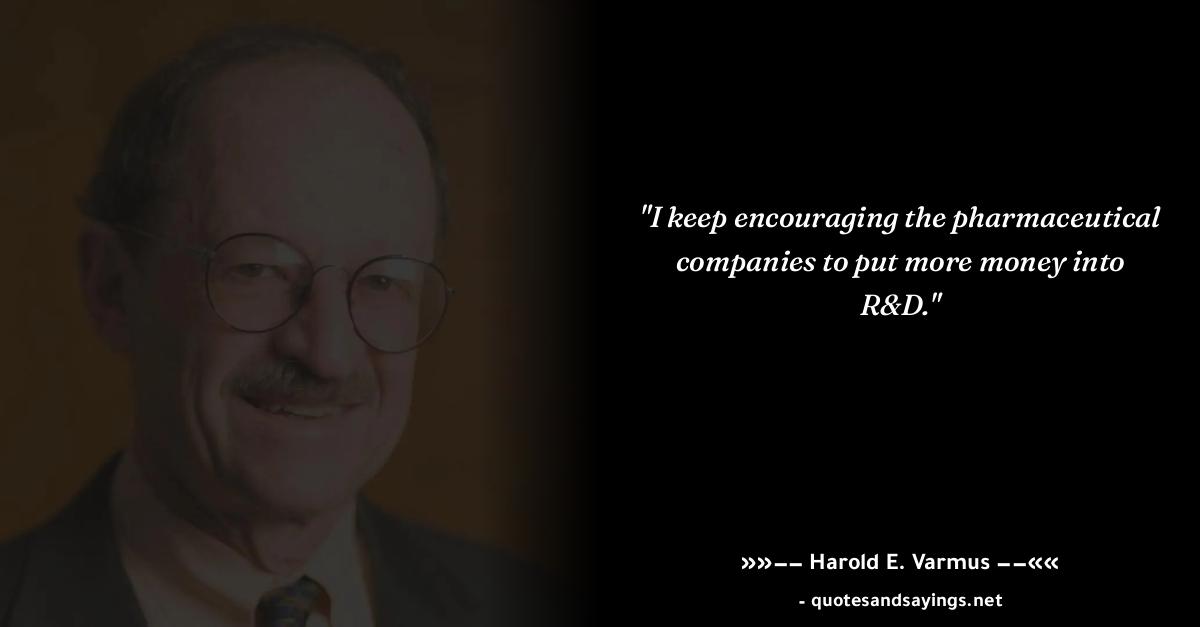 "I keep encouraging the pharmaceutical
companies to put more money into
R&D."
»»–– Harold E. Varmus ––««
- quotesandsayings.net